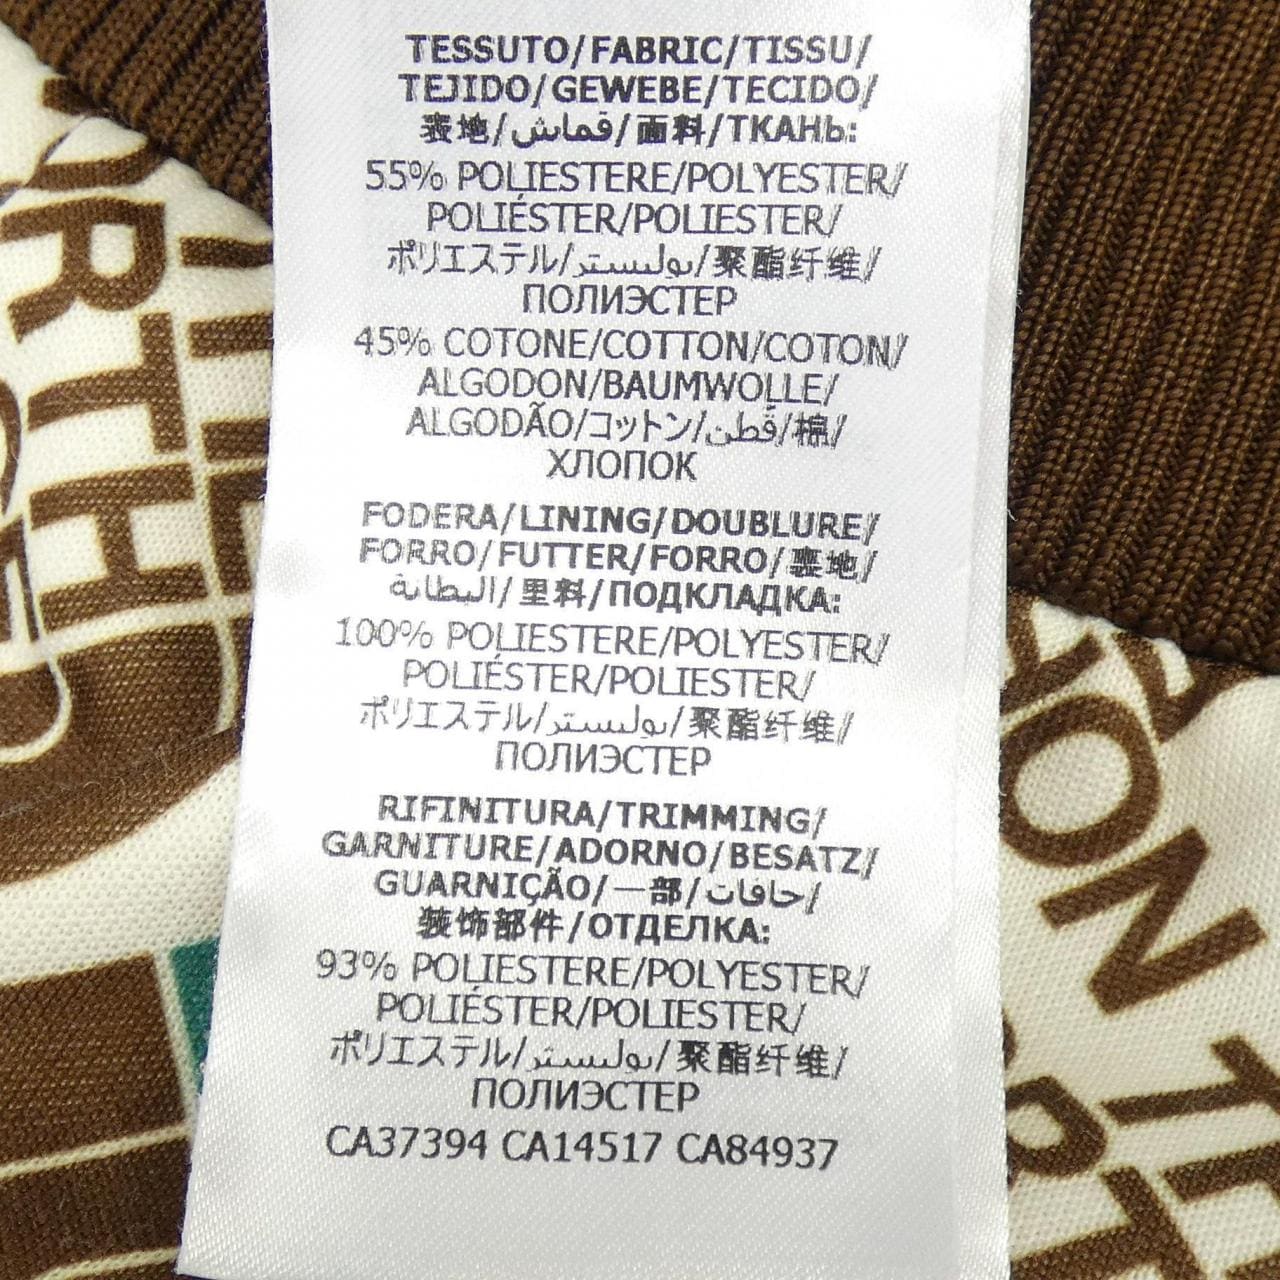 TESSUTO/FABRIC/TISSU/
TEJIDO/GEWEBE/TECIDO/
表地/قماش/面料/ТКАНЬ:
55% POLIESTERE/POLYESTER/
POLIÉSTER/POLIESTER/
ポリエステル/بوليستر/聚酯纤维/
ПОЛИЭСТЕР
45% COTONE/COTTON/COTON/
ALGODON/BAUMWOLLE/
ALGODÃO/コットン/قطن/棉/
ХЛОПОК
FODERA/LINING/DOUBLURE/
FORRO/FUTTER/FORRO/裏地/
البطانة/里料/ПОДКЛАДКА:
100% POLIESTERE/POLYESTER/
POLIÉSTER/POLIESTER/
ポリエステル/بوليستر/聚酯纤维/
ПОЛИЭСТЕР
RIFINITURA/TRIMMING/
GARNITURE/ADORNO/BESATZ/
GUARNIÇÃO/一部/حافات/
装饰部件/ОТДЕЛКА:
93% POLIESTERE/POLYESTER/
POLIÉSTER/POLIESTER/
ポリエステル/بوليستر/聚酯纤维/
ПОЛИЭСТЕР
CA37394 CA14517 CA84937